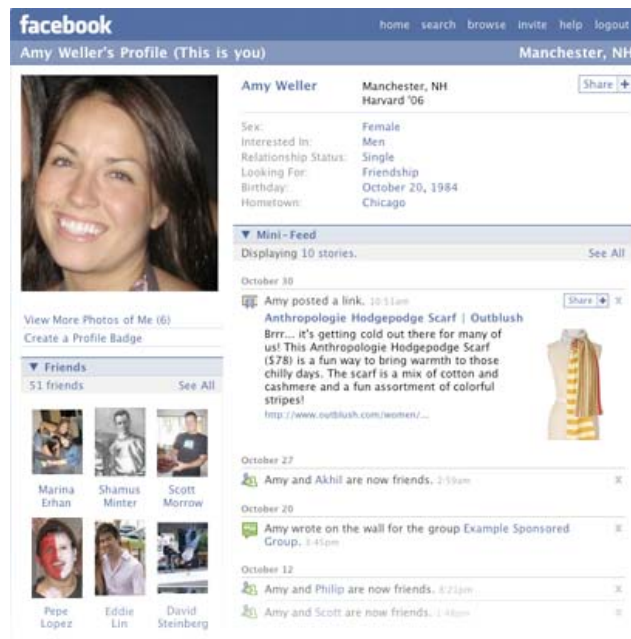 facebook
home search browse invite help logout
Amy Weller's Profile (This is you)
Manchester, NH
Amy Weller
Manchester, NH
Harvard '06
Share +
Sex: Female
Interested In: Men
Relationship Status: Single
Looking For: Friendship
Birthday: October 20, 1984
Hometown: Chicago
View More Photos of Me (6)
Create a Profile Badge
▼ Friends
51 friends See All
Marina
Erhan
Shamus
Minter
Scott
Morrow
Pepe
Lopez
Eddie
Lin
David
Steinberg
▼ Mini-Feed
Displaying 10 stories. See All
October 30
Amy posted a link. 10:51am
Share + x
Anthropologie Hodgepodge Scarf | Outblush
Brrr... it's getting cold out there for many of
us! This Anthropologie Hodgepodge Scarf
($78) is a fun way to bring warmth to those
chilly days. The scarf is a mix of cotton and
cashmere and a fun assortment of colorful
stripes!
http://www.outblush.com/women/...
October 27
Amy and Akhil are now friends. 2:59am x
October 20
Amy wrote on the wall for the group Example Sponsored x
Group. 3:45pm
October 12
Amy and Philip are now friends. 8:21pm x
Amy and Scott are now friends. x